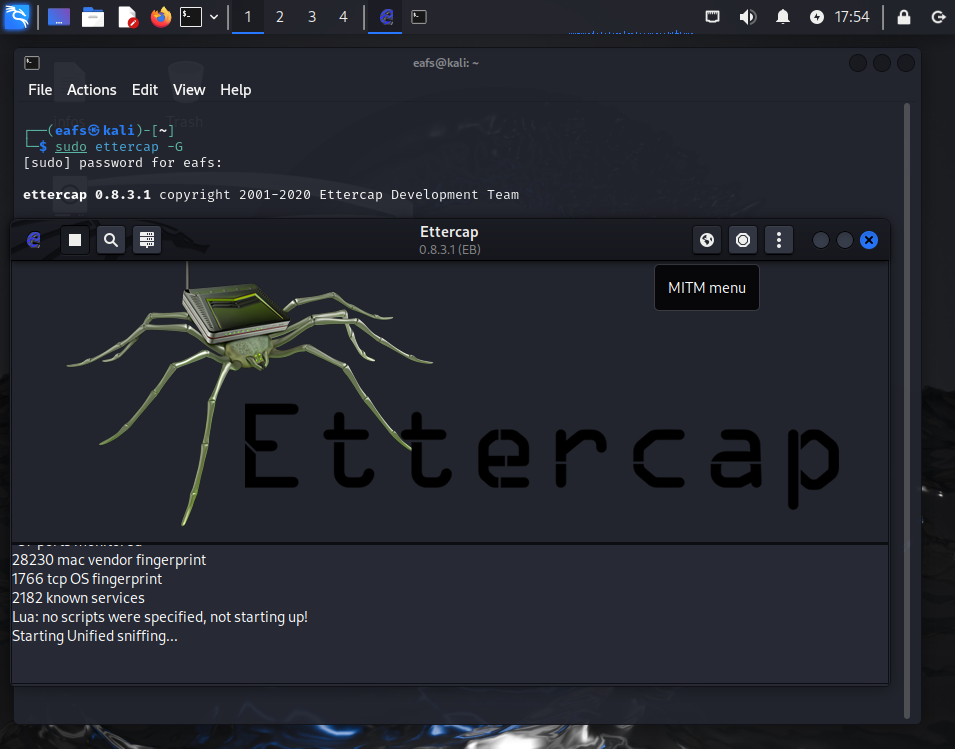 1 2 3 4 17:54
eafs@kali: ~
File Actions Edit View Help
Trash
┌──(eafs㉿kali)-[~]
└─$ sudo ettercap -G
[sudo] password for eafs:
ettercap 0.8.3.1 copyright 2001-2020 Ettercap Development Team
Ettercap
0.8.3.1 (EB)
MITM menu
Ettercap
ports monitored
28230 mac vendor fingerprint
1766 tcp OS fingerprint
2182 known services
Lua: no scripts were specified, not starting up!
Starting Unified sniffing...